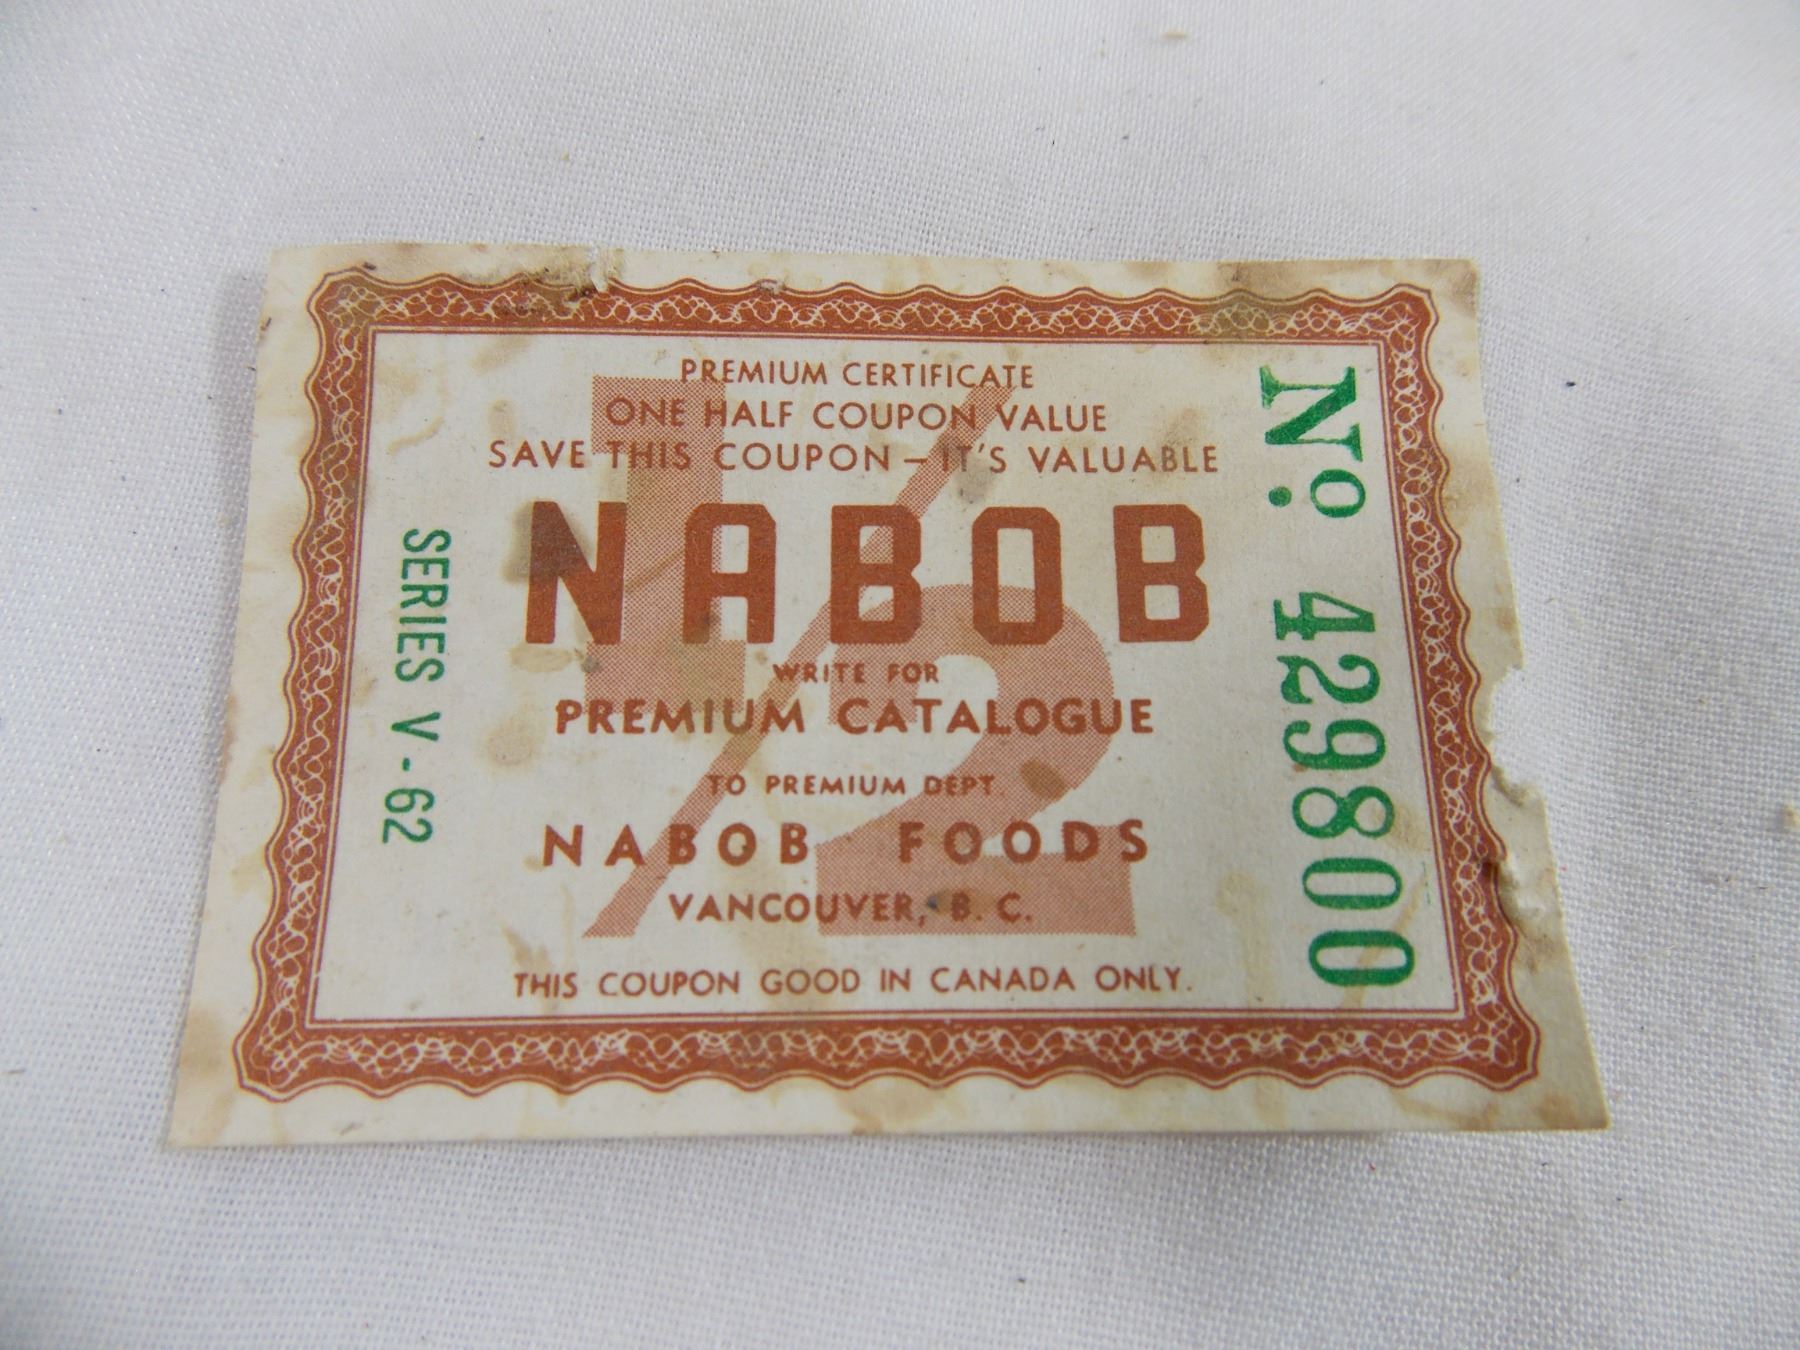 PREMIUM CERTIFICATE
ONE HALF COUPON VALUE
SAVE THIS COUPON – IT'S VALUABLE
1/2
NABOB
WRITE FOR
PREMIUM CATALOGUE
TO PREMIUM DEPT.
NABOB FOODS
VANCOUVER, B. C.
THIS COUPON GOOD IN CANADA ONLY.
SERIES V - 62
No. 429800